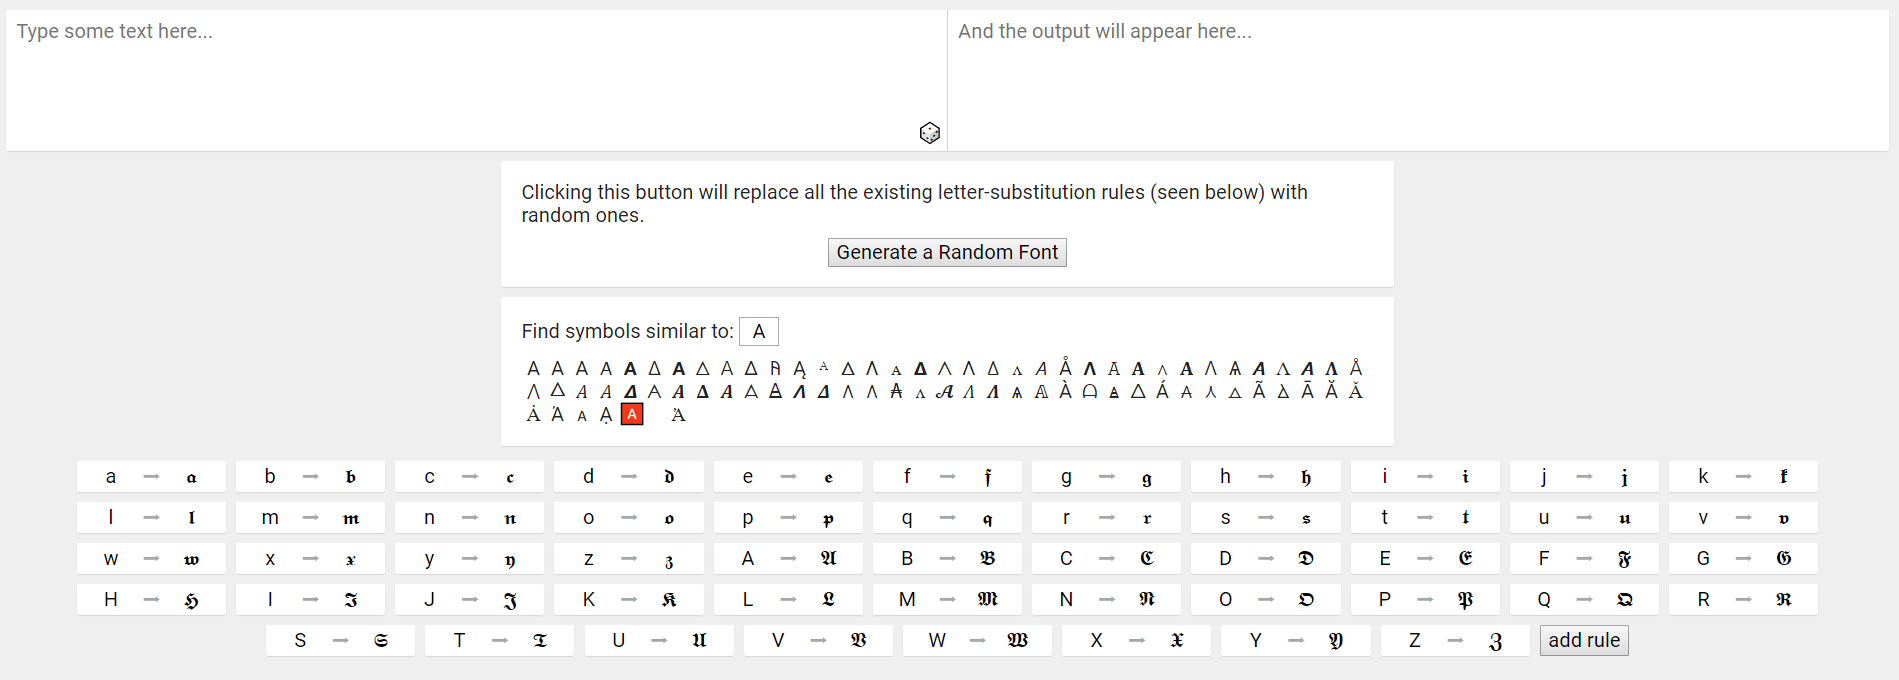 Type some text here...
And the output will appear here...
Clicking this button will replace all the existing letter-substitution rules (seen below) with
random ones.
Generate a Random Font
Find symbols similar to: A
a → 𝖆 b → 𝖇 c → 𝖈 d → 𝖉 e → 𝖊 f → 𝖋 g → 𝖌 h → 𝖍 i → 𝖎 j → 𝖏 k → 𝖐
l → 𝖑 m → 𝖒 n → 𝖓 o → 𝖔 p → 𝖕 q → 𝖖 r → 𝖗 s → 𝖘 t → 𝖙 u → 𝖚 v → 𝖛
w → 𝖜 x → 𝖝 y → 𝖞 z → 𝖟 A → 𝕬 B → 𝕭 C → 𝕮 D → 𝕯 E → 𝕰 F → 𝕱 G → 𝕲
H → 𝕳 I → 𝕴 J → 𝕵 K → 𝕶 L → 𝕷 M → 𝕸 N → 𝕹 O → 𝕺 P → 𝕻 Q → 𝕼 R → 𝕽
S → 𝕾 T → 𝕿 U → 𝖀 V → 𝖁 W → 𝖂 X → 𝖃 Y → 𝖄 Z → 𝖅 add rule